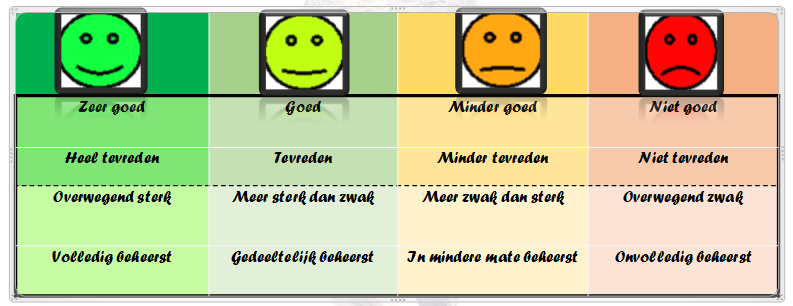 Zeer goed Goed Minder goed Niet goed
Heel tevreden Tevreden Minder tevreden Niet tevreden
Overwegend sterk Meer sterk dan zwak Meer zwak dan sterk Overwegend zwak
Volledig beheerst Gedeeltelijk beheerst In mindere mate beheerst Onvolledig beheerst